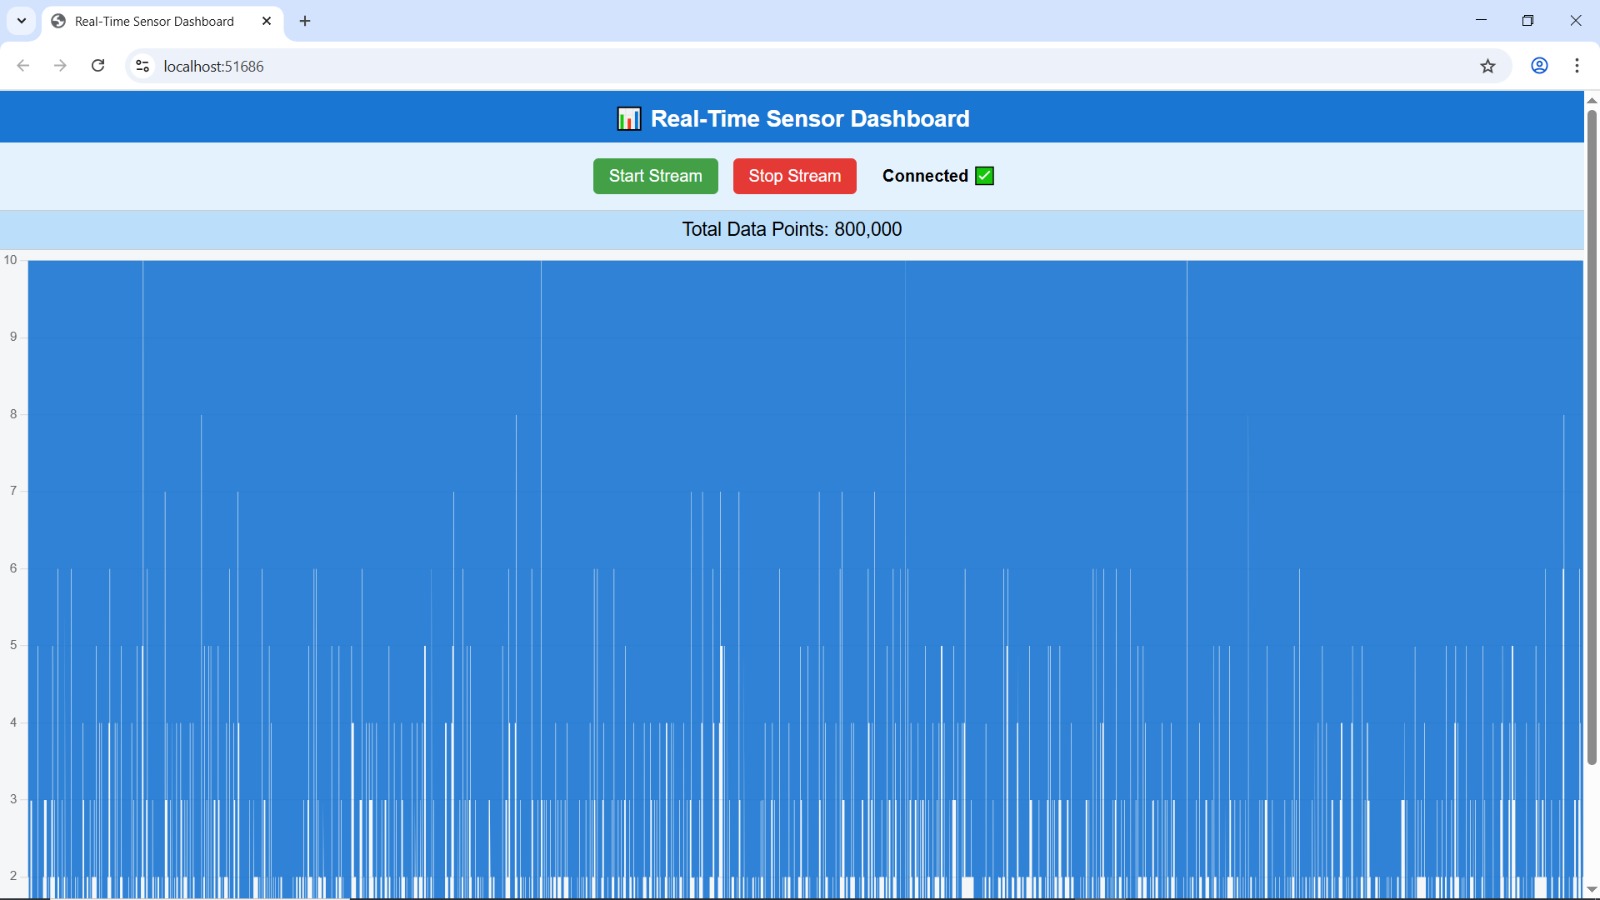 Real-Time Sensor Dashboard
localhost:51686
Real-Time Sensor Dashboard
Start Stream Stop Stream Connected
Total Data Points: 800,000
10
9
8
7
6
5
4
3
2